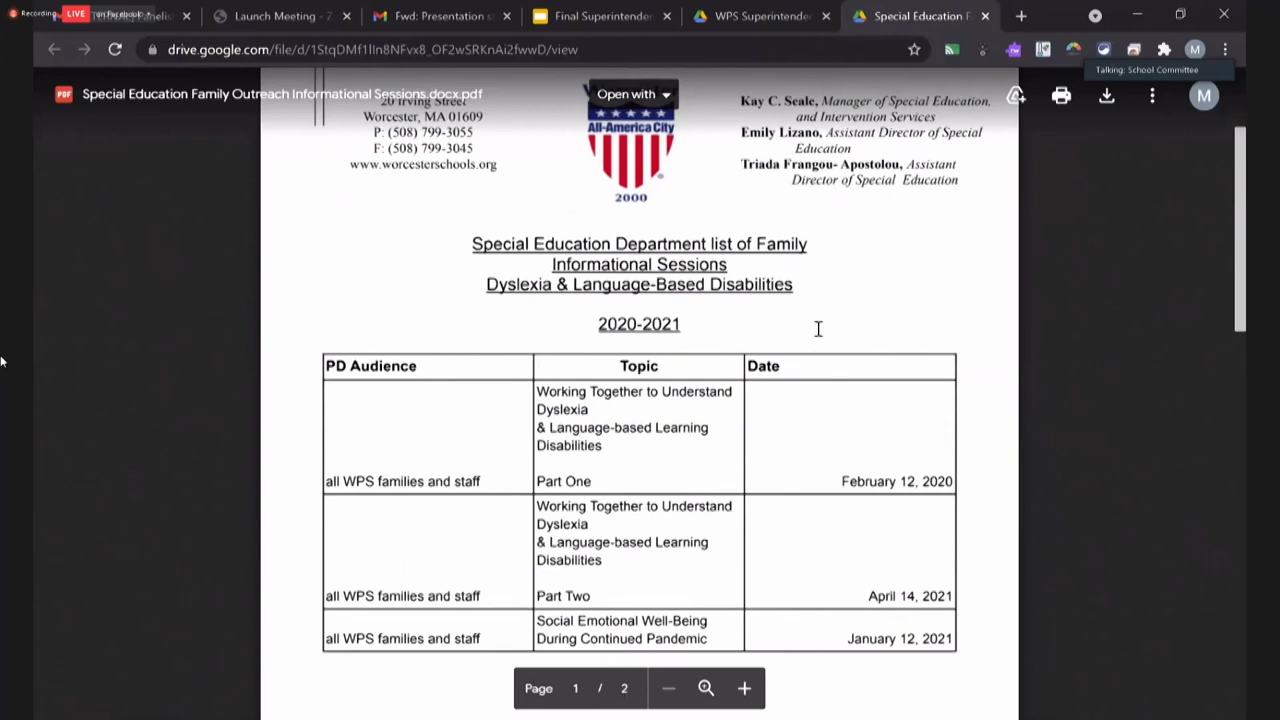 Recording
LIVE
on Facebook
Launch Meeting - Z
Fwd: Presentation s
Final Superintenden
WPS Superintende
Special Education F
drive.google.com/file/d/1StqDMf1lIn8NFvx8_OF2wSRKnAi2fwwD/view
M
Talking: School Committee
PDF
Special Education Family Outreach Informational Sessions.docx.pdf
Open with
M
20 Irving Street
Worcester, MA 01609
P: (508) 799-3055
F: (508) 799-3045
www.worcesterschools.org
All-America City
2000
Kay C. Seale, Manager of Special Education,
and Intervention Services
Emily Lizano, Assistant Director of Special
Education
Triada Frangou- Apostolou, Assistant
Director of Special Education
Special Education Department list of Family
Informational Sessions
Dyslexia & Language-Based Disabilities
2020-2021
PD Audience
Topic
Date
Working Together to Understand
Dyslexia
& Language-based Learning
Disabilities
all WPS families and staff
Part One
February 12, 2020
Working Together to Understand
Dyslexia
& Language-based Learning
Disabilities
all WPS families and staff
Part Two
April 14, 2021
Social Emotional Well-Being
all WPS families and staff
During Continued Pandemic
January 12, 2021
Page 1 / 2